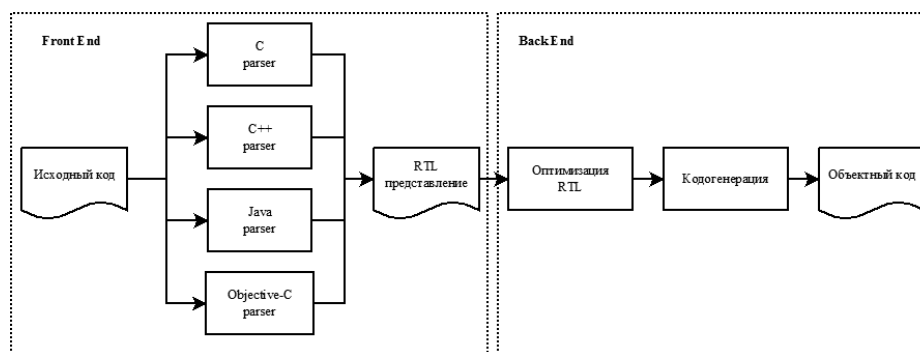 Front End
Back End
C
parser
C++
parser
Исходный код
RTL
представление
Оптимизация
RTL
Кодогенерация
Объектный код
Java
parser
Objective-C
parser